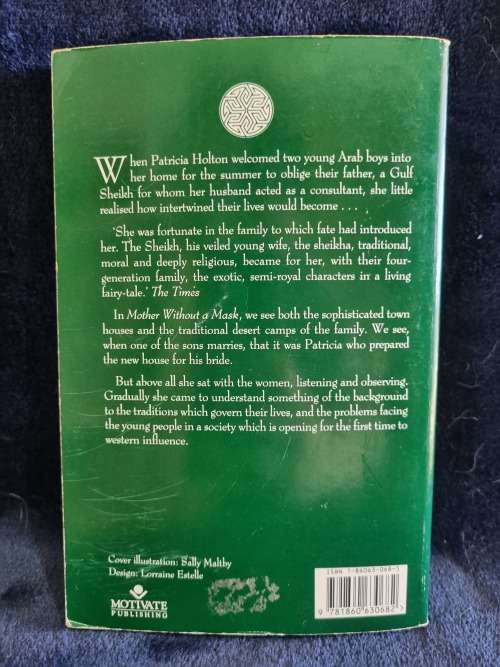 When Patricia Holton welcomed two young Arab boys into
her home for the summer to oblige their father, a Gulf
Sheikh for whom her husband acted as a consultant, she little
realised how intertwined their lives would become . . .
'She was fortunate in the family to which fate had introduced
her. The Sheikh, his veiled young wife, the sheikha, traditional,
moral and deeply religious, became for her, with their four-
generation family, the exotic, semi-royal characters in a living
fairy-tale.' The Times
In Mother Without a Mask, we see both the sophisticated town
houses and the traditional desert camps of the family. We see,
when one of the sons marries, that it was Patricia who prepared
the new house for his bride.
But above all she sat with the women, listening and observing.
Gradually she came to understand something of the background
to the traditions which govern their lives, and the problems facing
the young people in a society which is opening for the first time to
western influence.
Cover illustration: Sally Maltby
Design: Lorraine Estelle
MOTIVATE
PUBLISHING
ISBN 1-86063-068-3
9 781860 630682 >